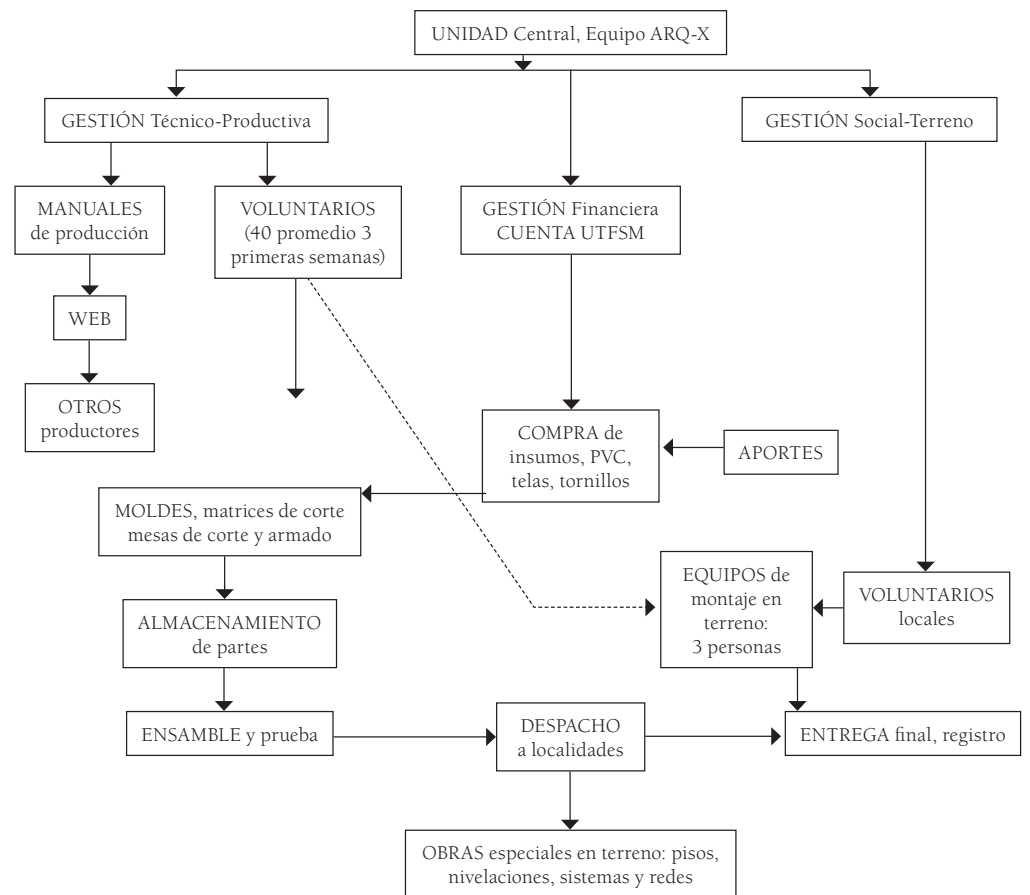 UNIDAD Central, Equipo ARQ-X
GESTIÓN Técnico-Productiva
GESTIÓN Social-Terreno
MANUALES
de producción
VOLUNTARIOS
(40 promedio 3
primeras semanas)
GESTIÓN Financiera
CUENTA UTFSM
WEB
OTROS
productores
COMPRA de
insumos, PVC,
telas, tornillos
APORTES
MOLDES, matrices de corte
mesas de corte y armado
EQUIPOS de
montaje en
terreno:
3 personas
VOLUNTARIOS
locales
ALMACENAMIENTO
de partes
ENSAMBLE y prueba
DESPACHO
a localidades
ENTREGA final, registro
OBRAS especiales en terreno: pisos,
nivelaciones, sistemas y redes